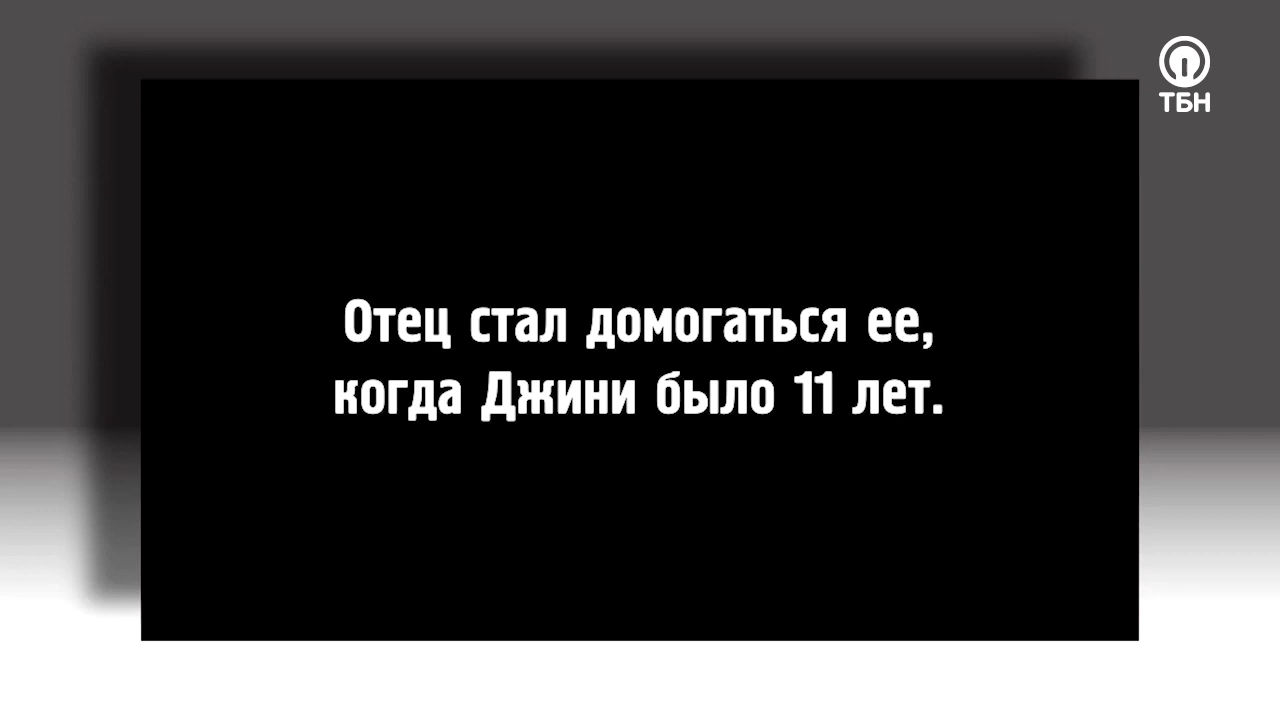 ТБН
Отец стал домогаться ее,
когда Джини было 11 лет.